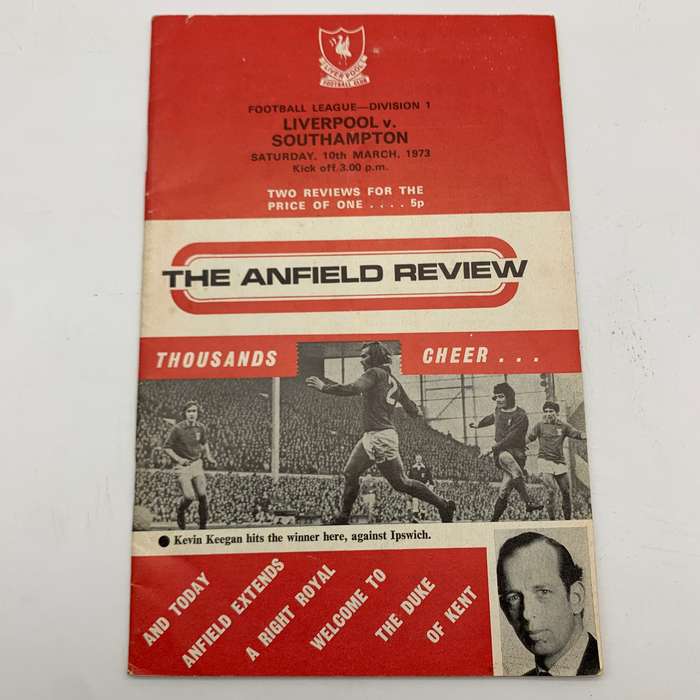 LIVERPOOL
FOOTBALL CLUB
FOOTBALL LEAGUE—DIVISION 1
LIVERPOOL v.
SOUTHAMPTON
SATURDAY, 10th MARCH, 1973
Kick off 3.00 p.m.
TWO REVIEWS FOR THE
PRICE OF ONE . . . . 5p
THE ANFIELD REVIEW
THOUSANDS CHEER . . .
2
● Kevin Keegan hits the winner here, against Ipswich.
AND TODAY
ANFIELD EXTENDS
A RIGHT ROYAL
WELCOME TO
THE DUKE
OF KENT